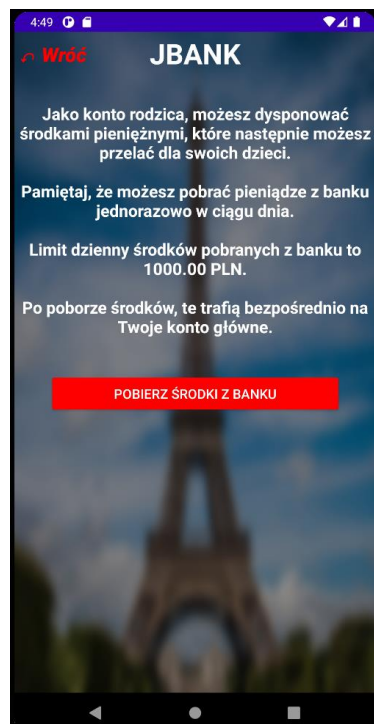 4:49
Wróć
JBANK
Jako konto rodzica, możesz dysponować
środkami pieniężnymi, które następnie możesz
przelać dla swoich dzieci.
Pamiętaj, że możesz pobrać pieniądze z banku
jednorazowo w ciągu dnia.
Limit dzienny środków pobranych z banku to
1000.00 PLN.
Po poborze środków, te trafią bezpośrednio na
Twoje konto główne.
POBIERZ ŚRODKI Z BANKU